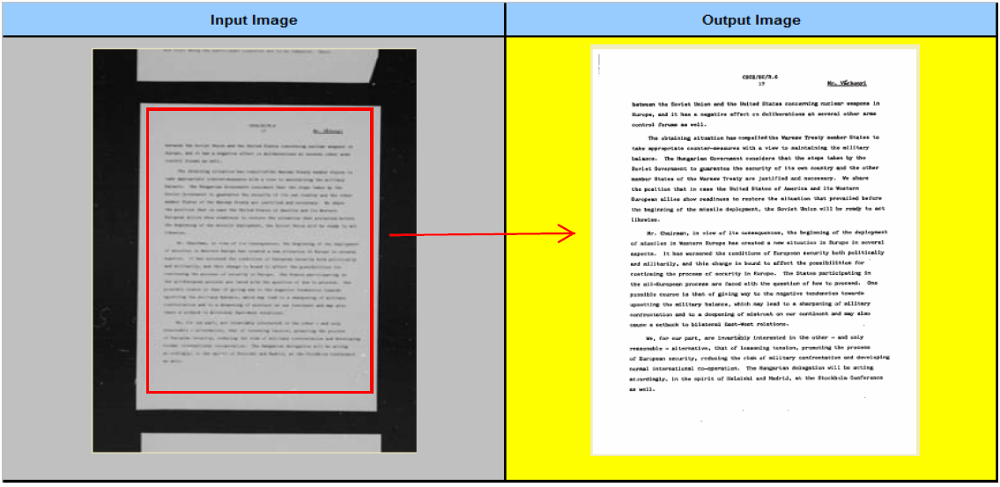 Input Image
Output Image
CSCE/SC/R.6
17
Mr. Várkonyi
between the Soviet Union and the United States concerning nuclear weapons in
Europe, and it has a negative effect on deliberations at several other arms
control forums as well.
The obtaining situation has compelled the Warsaw Treaty member States to
take appropriate counter-measures with a view to maintaining the military
balance. The Hungarian Government considers that the steps taken by the
Soviet Government to guarantee the security of its own country and the other
member States of the Warsaw Treaty are justified and necessary. We share
the position that in case the United States of America and its Western
European allies show readiness to restore the situation that prevailed before
the beginning of the missile deployment, the Soviet Union will be ready to act
likewise.
Mr. Chairman, in view of its consequences, the beginning of the deployment
of missiles in Western Europe has created a new situation in Europe in several
aspects. It has worsened the conditions of European security both politically
and militarily, and this change is bound to affect the possibilities for
continuing the process of security in Europe. The States participating in
the all-European process are faced with the question of how to proceed. One
possible course is that of giving way to the negative tendencies towards
upsetting the military balance, which may lead to a sharpening of military
confrontation and to a deepening of mistrust on our continent and may also
cause a setback to bilateral East-West relations.
We, for our part, are invariably interested in the other - and only
reasonable - alternative, that of lessening tension, promoting the process
of European security, reducing the risk of military confrontation and developing
normal international co-operation. The Hungarian delegation will be acting
accordingly, in the spirit of Helsinki and Madrid, at the Stockholm Conference
as well.